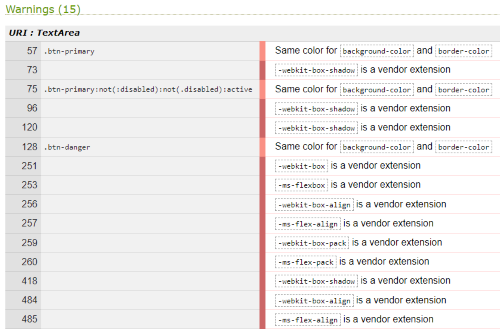 Warnings (15)
URI : TextArea
57 .btn-primary Same color for background-color and border-color
73 -webkit-box-shadow is a vendor extension
75 .btn-primary:not(:disabled):not(.disabled):active Same color for background-color and border-color
96 -webkit-box-shadow is a vendor extension
120 -webkit-box-shadow is a vendor extension
128 .btn-danger Same color for background-color and border-color
251 -webkit-box is a vendor extension
253 -ms-flexbox is a vendor extension
256 -webkit-box-align is a vendor extension
257 -ms-flex-align is a vendor extension
259 -webkit-box-pack is a vendor extension
260 -ms-flex-pack is a vendor extension
418 -webkit-box-shadow is a vendor extension
484 -webkit-box-align is a vendor extension
485 -ms-flex-align is a vendor extension